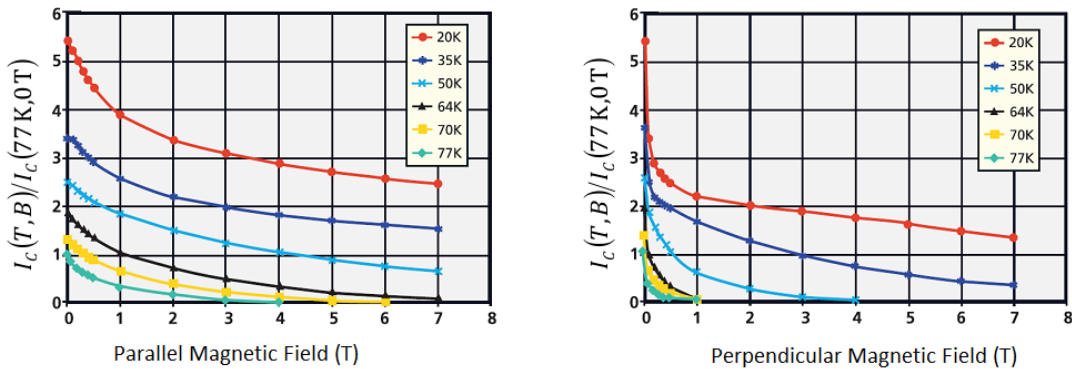 I_C(T,B)/I_C(77K,0T)
6
5
4
3
2
1
0
20K
35K
50K
64K
70K
77K
0 1 2 3 4 5 6 7 8
Parallel Magnetic Field (T)
I_C(T,B)/I_C(77K,0T)
6
5
4
3
2
1
0
20K
35K
50K
64K
70K
77K
0 1 2 3 4 5 6 7 8
Perpendicular Magnetic Field (T)